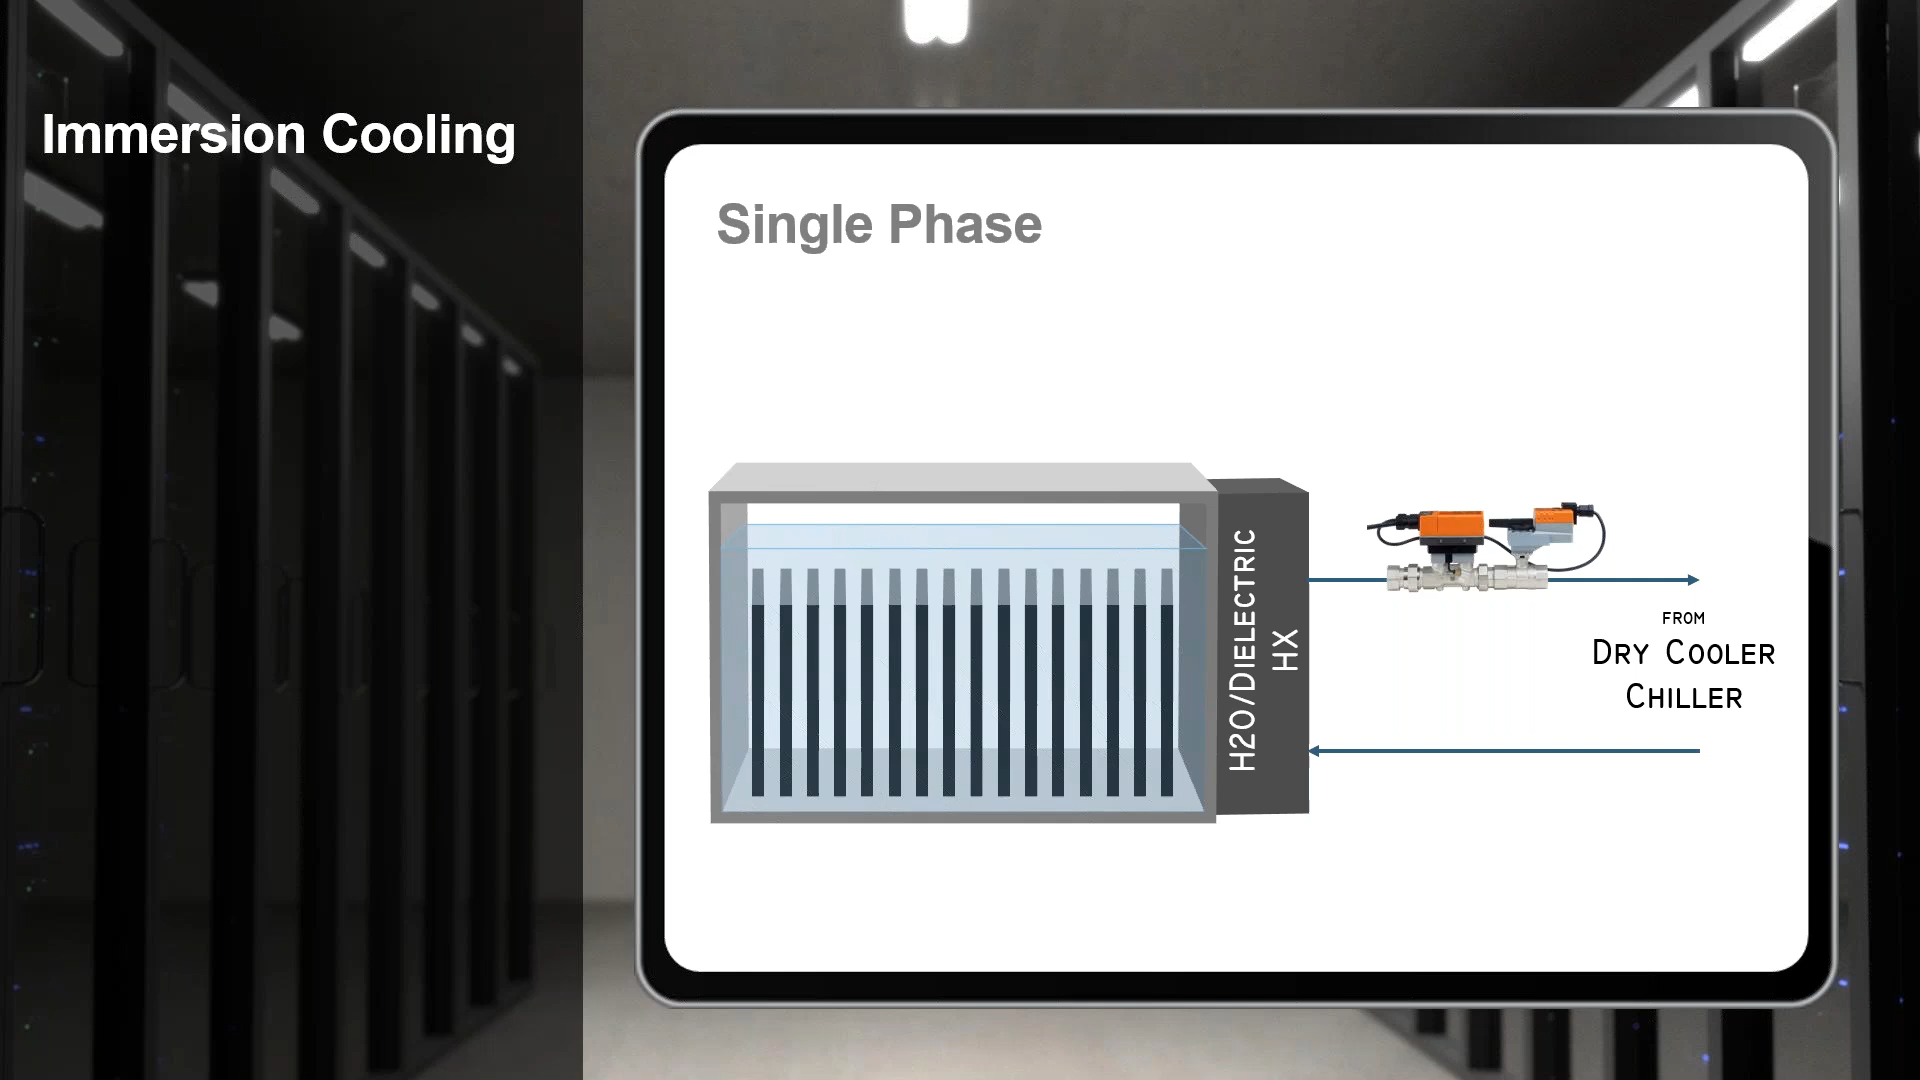 Immersion Cooling
Single Phase
H2O/DIELECTRIC
HX
FROM
DRY COOLER
CHILLER